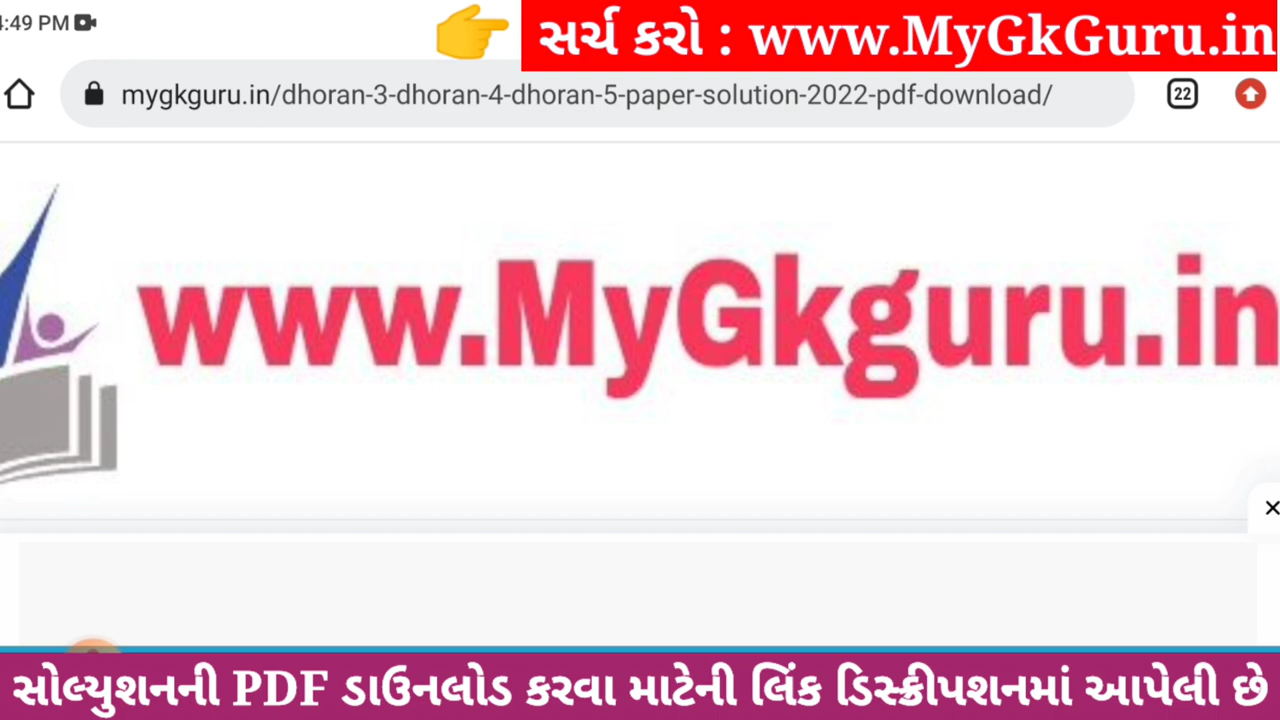 :49 PM
સર્ચ કરો : www.MyGkGuru.in
mygkguru.in/dhoran-3-dhoran-4-dhoran-5-paper-solution-2022-pdf-download/
22
www.MyGkguru.in
સોલ્યુશનની PDF ડાઉનલોડ કરવા માટેની લિંક ડિસ્ક્રીપશનમાં આપેલી છે